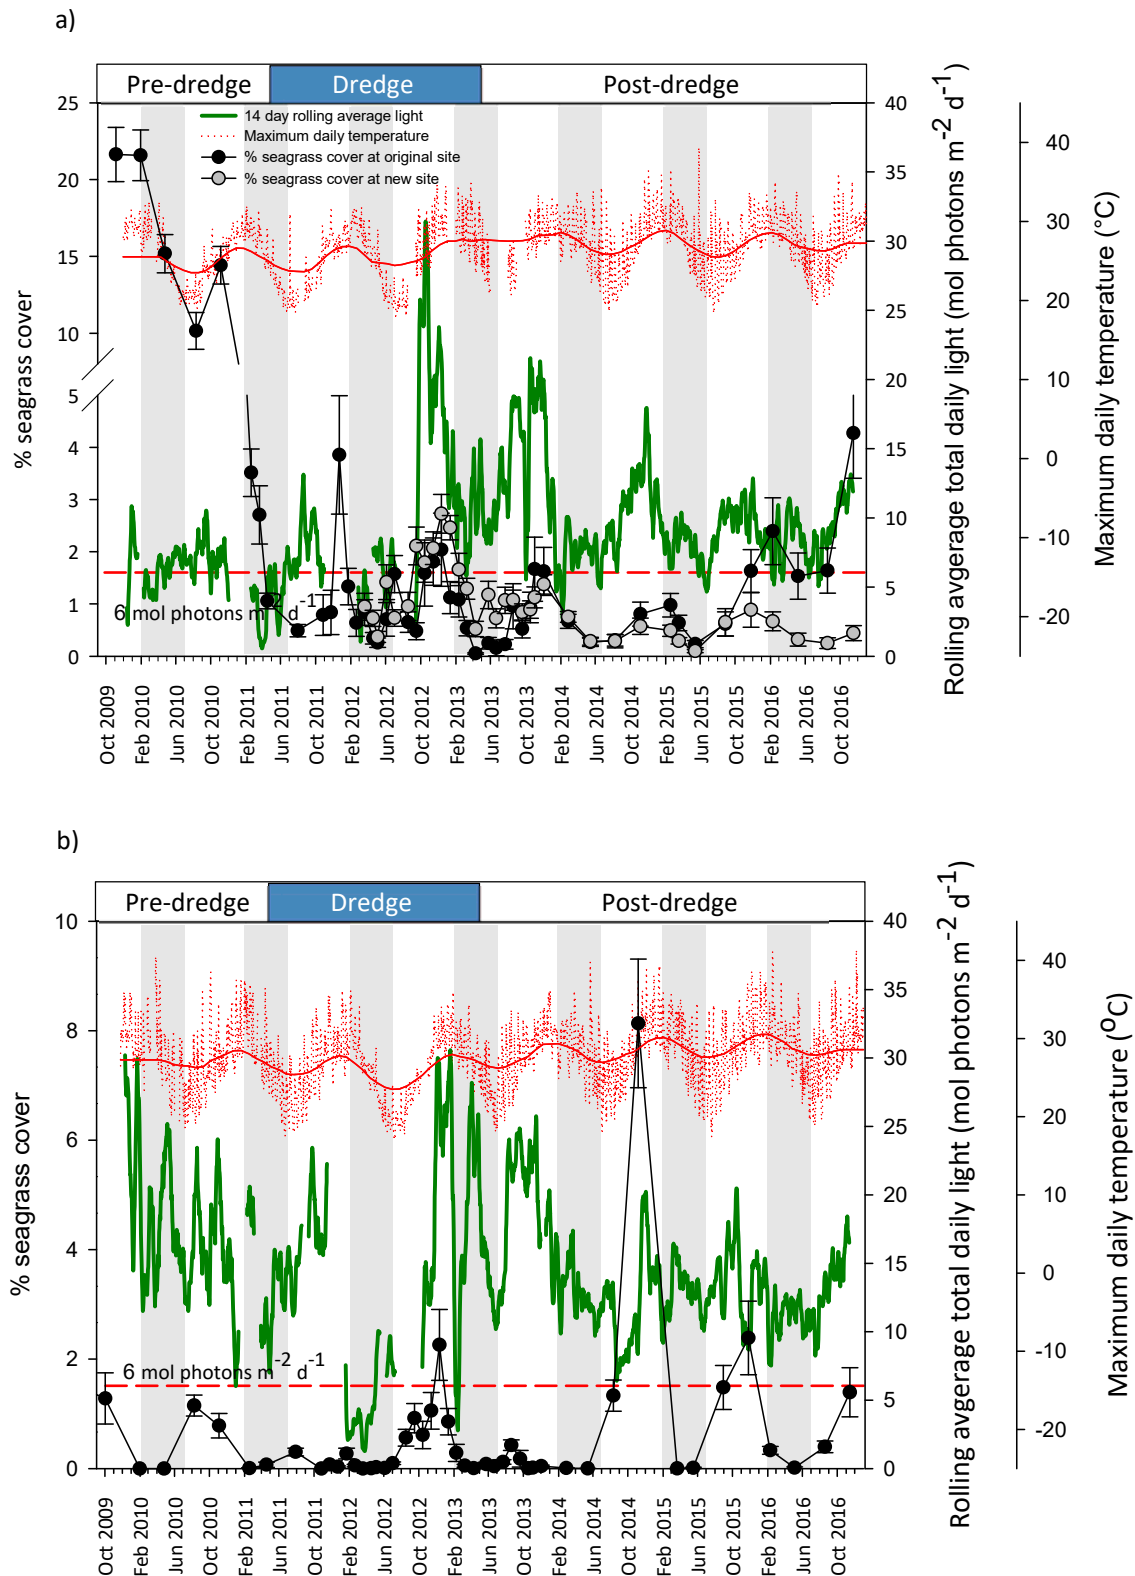 a)
Pre-dredge Dredge Post-dredge
25
20
15
10
5
4
3
2
1
0
% seagrass cover
14 day rolling average light
Maximum daily temperature
% seagrass cover at original site
% seagrass cover at new site
6 mol photons m-2 d-1
40
35
30
25
20
15
10
5
0
Rolling avgerage total daily light (mol photons m-2 d-1)
40
30
20
10
0
-10
-20
Maximum daily temperature (°C)
Oct 2009
Feb 2010
Jun 2010
Oct 2010
Feb 2011
Jun 2011
Oct 2011
Feb 2012
Jun 2012
Oct 2012
Feb 2013
Jun 2013
Oct 2013
Feb 2014
Jun 2014
Oct 2014
Feb 2015
Jun 2015
Oct 2015
Feb 2016
Jun 2016
Oct 2016
b)
Pre-dredge Dredge Post-dredge
10
8
6
4
2
0
% seagrass cover
6 mol photons m-2 d-1
40
35
30
25
20
15
10
5
0
Rolling avgerage total daily light (mol photons m-2 d-1)
40
30
20
10
0
-10
-20
Maximum daily temperature (oC)
Oct 2009
Feb 2010
Jun 2010
Oct 2010
Feb 2011
Jun 2011
Oct 2011
Feb 2012
Jun 2012
Oct 2012
Feb 2013
Jun 2013
Oct 2013
Feb 2014
Jun 2014
Oct 2014
Feb 2015
Jun 2015
Oct 2015
Feb 2016
Jun 2016
Oct 2016